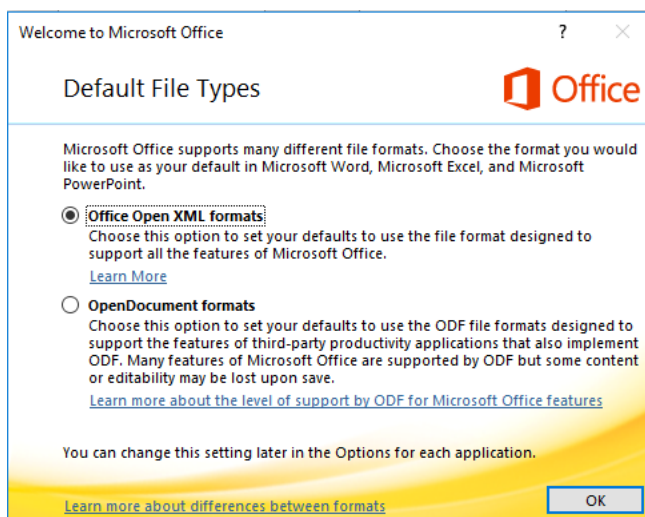 Welcome to Microsoft Office ?
Default File Types
Office
Microsoft Office supports many different file formats. Choose the format you would
like to use as your default in Microsoft Word, Microsoft Excel, and Microsoft
PowerPoint.
Office Open XML formats
Choose this option to set your defaults to use the file format designed to
support all the features of Microsoft Office.
Learn More
OpenDocument formats
Choose this option to set your defaults to use the ODF file formats designed to
support the features of third-party productivity applications that also implement
ODF. Many features of Microsoft Office are supported by ODF but some content
or editability may be lost upon save.
Learn more about the level of support by ODF for Microsoft Office features
You can change this setting later in the Options for each application.
Learn more about differences between formats
OK